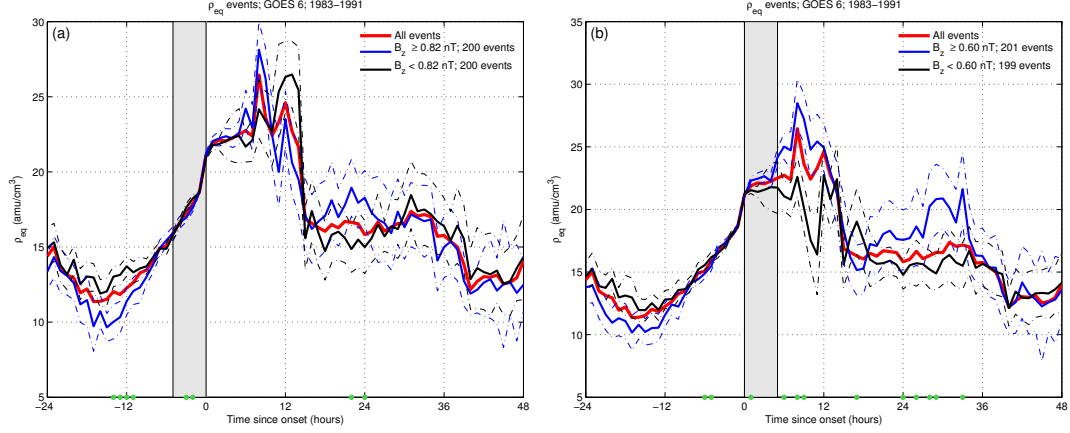 ρeq events; GOES 6; 1983−1991
(a)
All events
Bz ≥ 0.82 nT; 200 events
Bz < 0.82 nT; 200 events
30
25
20
15
10
5
ρeq (amu/cm3)
−24
−12
0
12
24
36
48
Time since onset (hours)
ρeq events; GOES 6; 1983−1991
(b)
All events
Bz ≥ 0.60 nT; 201 events
Bz < 0.60 nT; 199 events
35
30
25
20
15
10
5
ρeq (amu/cm3)
−24
−12
0
12
24
36
48
Time since onset (hours)